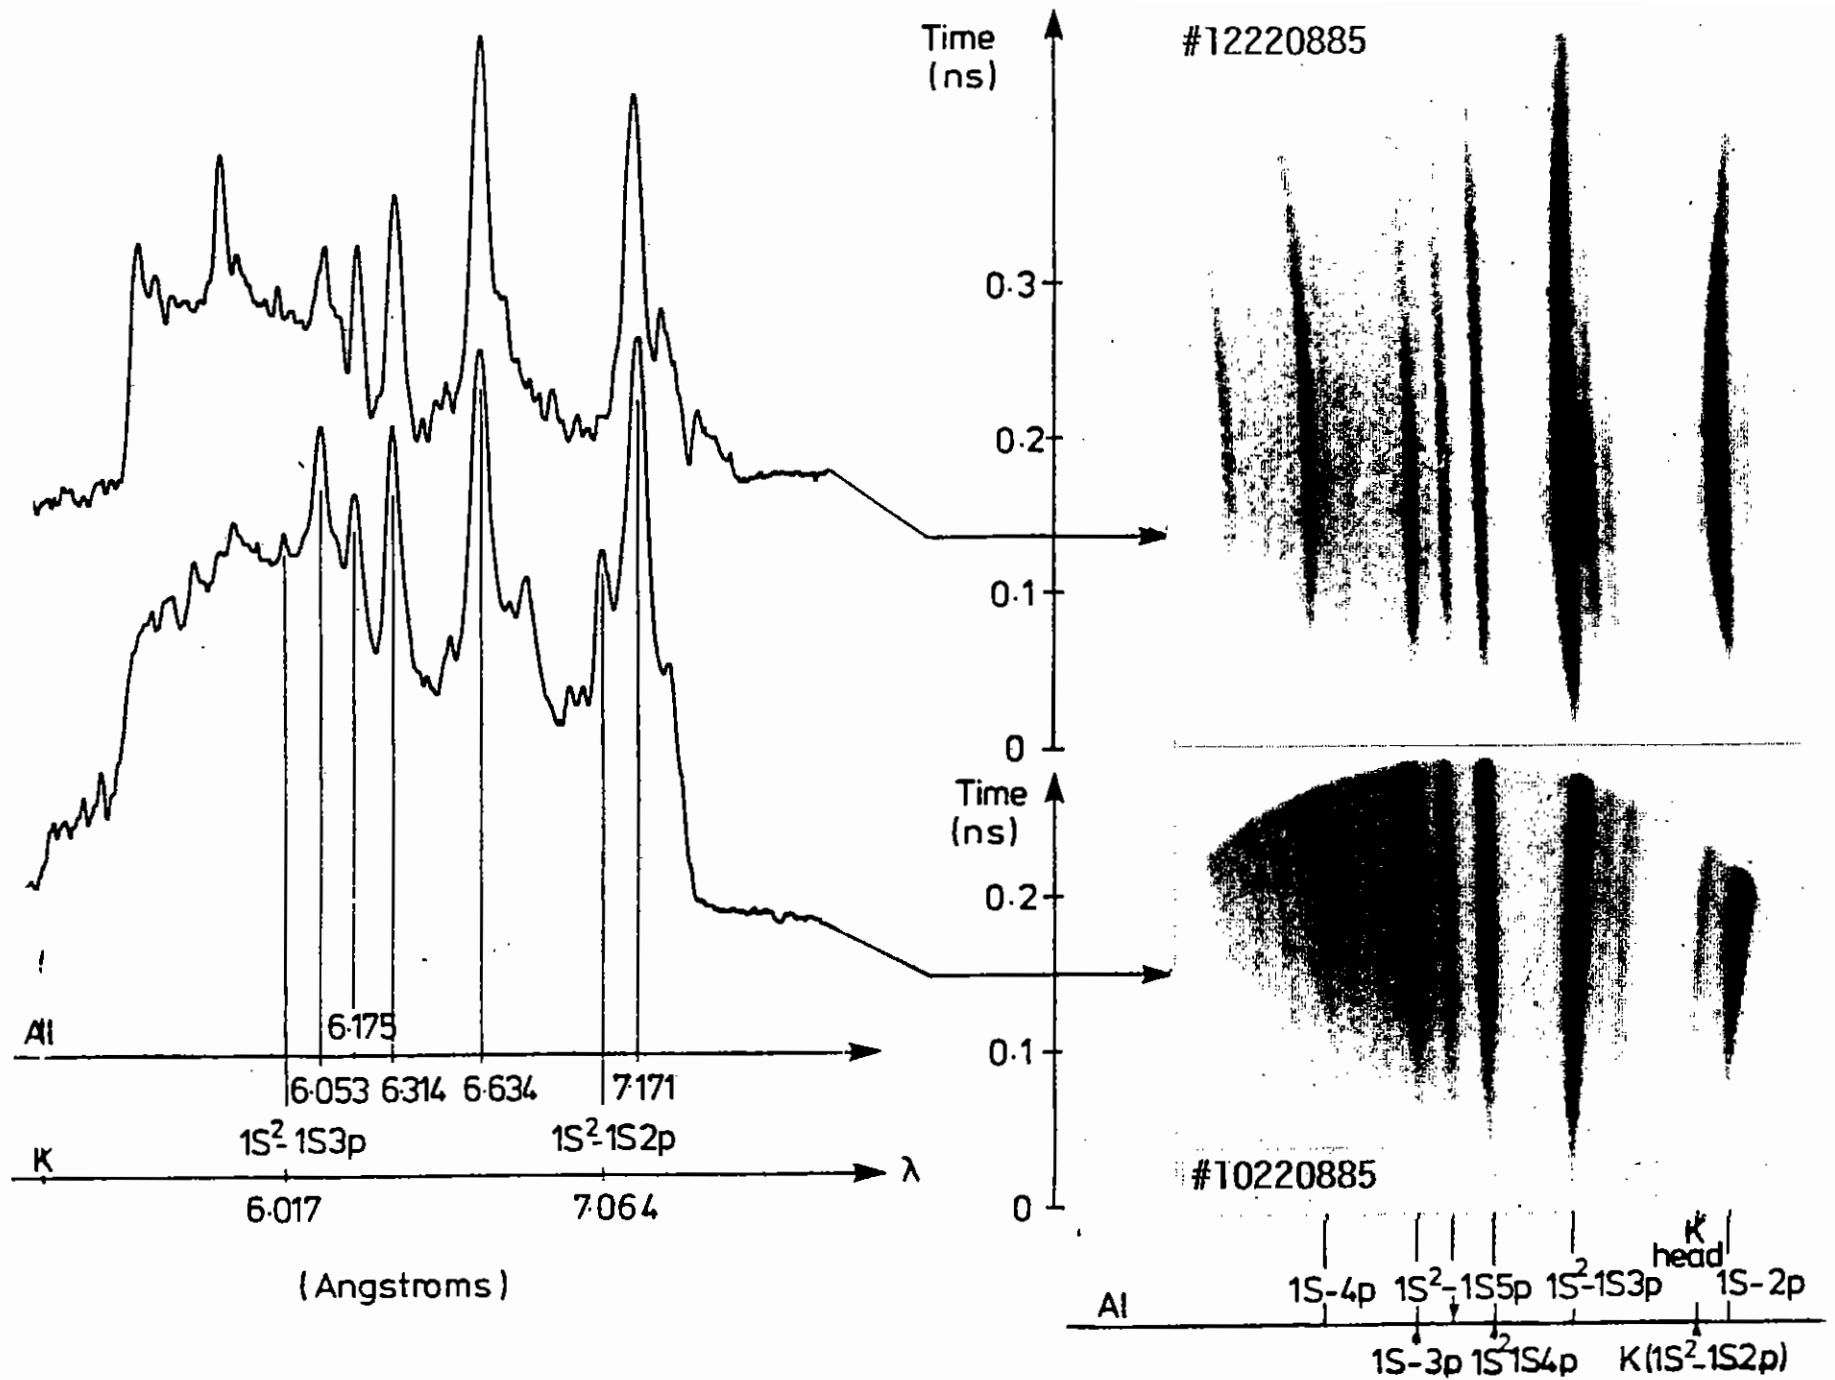 Time
(ns)
#12220885
0.3
0.2
0.1
0
Time
(ns)
0.2
0.1
0
#10220885
Al
6.175
6.053 6.314 6.634 7.171
1S²-1S3p 1S²-1S2p
K
λ
6.017 7.064
(Angstroms)
K
head
1S-4p 1S²-1S5p 1S²-1S3p 1S-2p
Al
1S-3p 1S²1S4p K(1S²-1S2p)